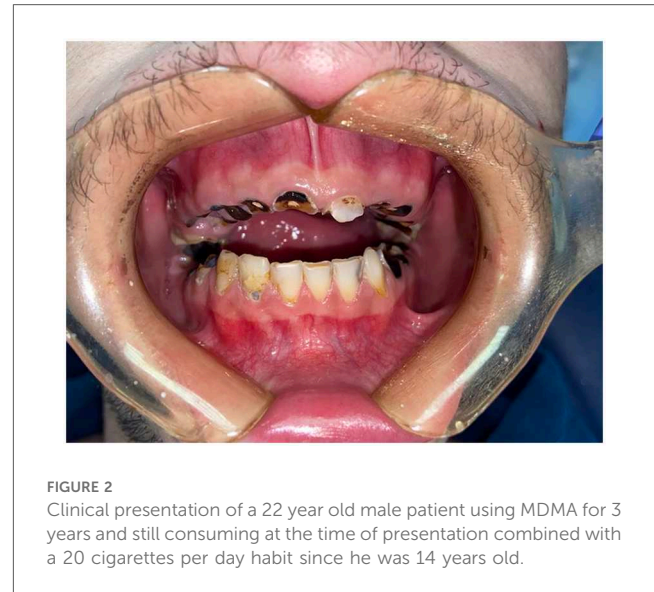 FIGURE 2
Clinical presentation of a 22 year old male patient using MDMA for 3
years and still consuming at the time of presentation combined with
a 20 cigarettes per day habit since he was 14 years old.